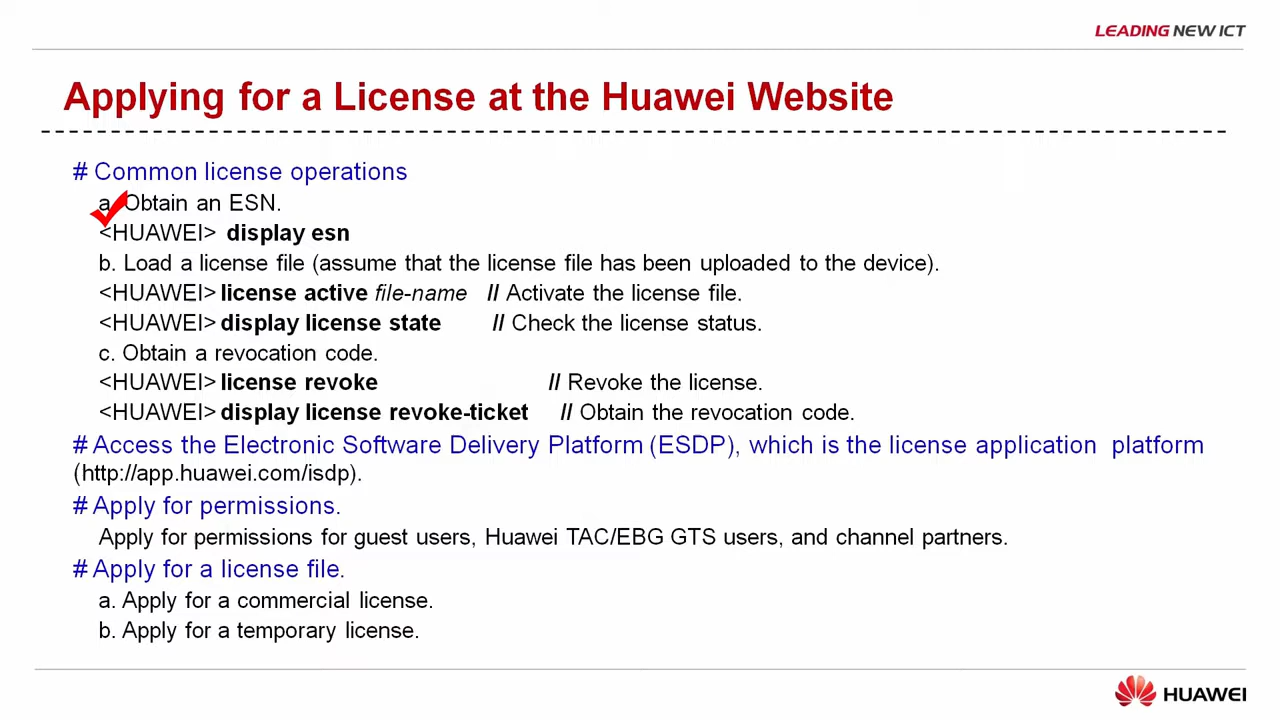 LEADING NEW ICT
Applying for a License at the Huawei Website
# Common license operations
a. Obtain an ESN.
<HUAWEI> display esn
b. Load a license file (assume that the license file has been uploaded to the device).
<HUAWEI> license active file-name // Activate the license file.
<HUAWEI> display license state // Check the license status.
c. Obtain a revocation code.
<HUAWEI> license revoke // Revoke the license.
<HUAWEI> display license revoke-ticket // Obtain the revocation code.
# Access the Electronic Software Delivery Platform (ESDP), which is the license application platform
(http://app.huawei.com/isdp).
# Apply for permissions.
Apply for permissions for guest users, Huawei TAC/EBG GTS users, and channel partners.
# Apply for a license file.
a. Apply for a commercial license.
b. Apply for a temporary license.
HUAWEI